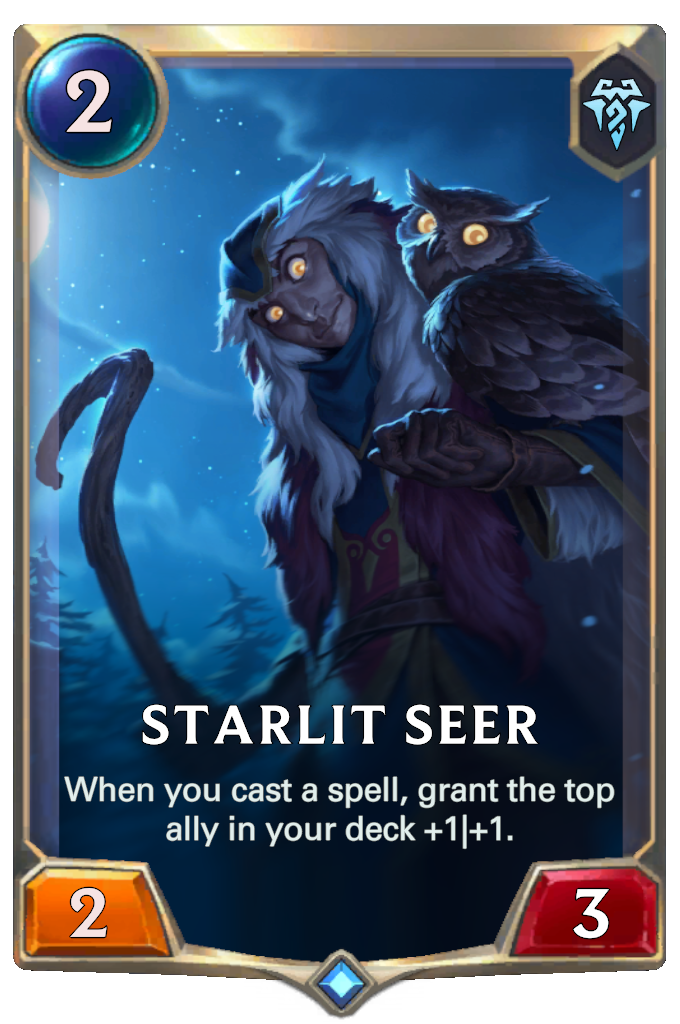 2
STARLIT SEER
When you cast a spell, grant the top
ally in your deck +1|+1.
2 3